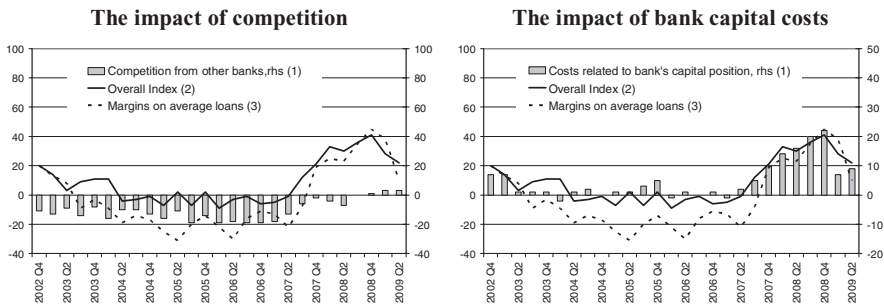 The impact of competition
100
80
60
40
20
0
-20
-40
100
80
60
40
20
0
-20
-40
Competition from other banks,rhs (1)
Overall Index (2)
Margins on average loans (3)
2002 Q4
2003 Q2
2003 Q4
2004 Q2
2004 Q4
2005 Q2
2005 Q4
2006 Q2
2006 Q4
2007 Q2
2007 Q4
2008 Q2
2008 Q4
2009 Q2
The impact of bank capital costs
100
80
60
40
20
0
-20
-40
50
40
30
20
10
0
-10
-20
Costs related to bank's capital position, rhs (1)
Overall Index (2)
Margins on average loans (3)
2002 Q4
2003 Q2
2003 Q4
2004 Q2
2004 Q4
2005 Q2
2005 Q4
2006 Q2
2006 Q4
2007 Q2
2007 Q4
2008 Q2
2008 Q4
2009 Q2